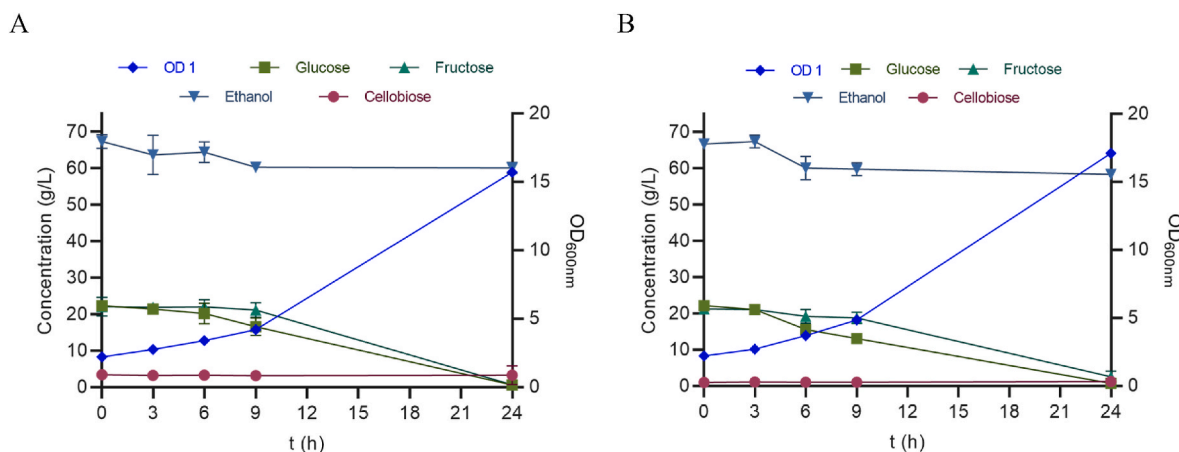 A
OD 1 Glucose Fructose
Ethanol Cellobiose
Concentration (g/L)
70
60
50
40
30
20
10
0
20
15
10
5
0
OD600nm
0 3 6 9 12 15 18 21 24
t (h)
B
OD 1 Glucose Fructose
Ethanol Cellobiose
Concentration (g/L)
70
60
50
40
30
20
10
0
20
15
10
5
0
OD600nm
0 3 6 9 12 15 18 21 24
t (h)